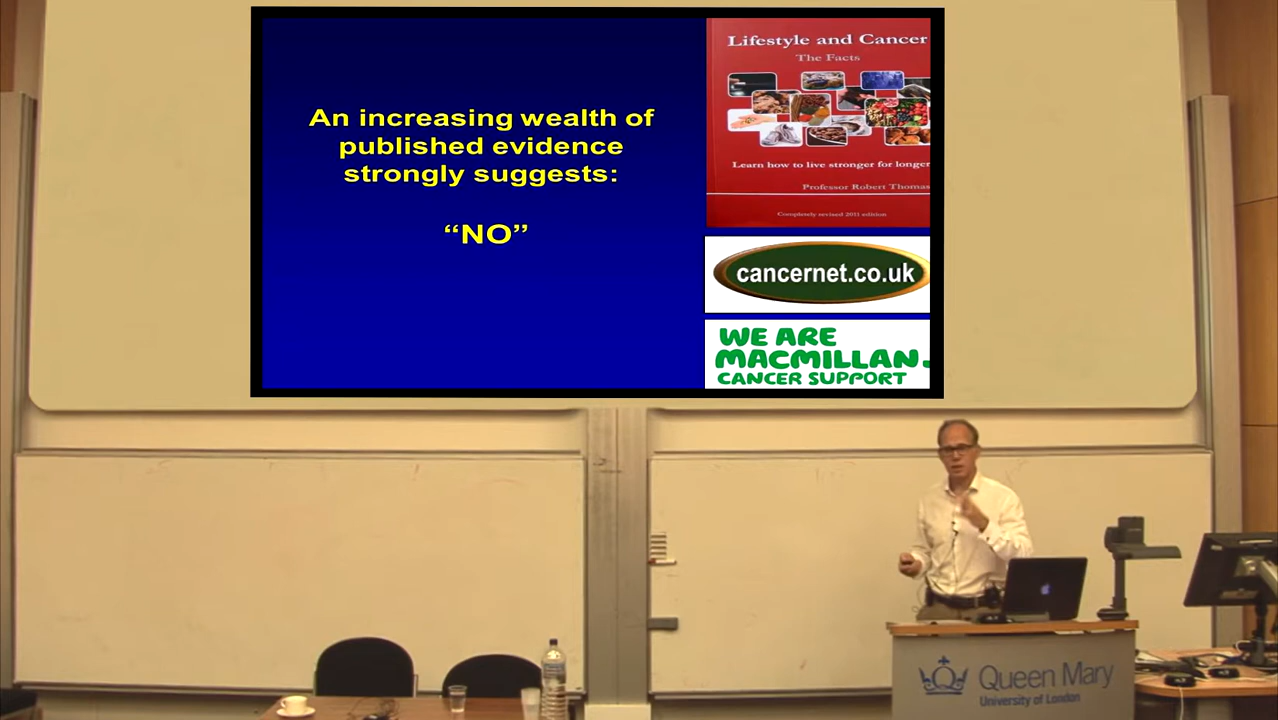 An increasing wealth of
published evidence
strongly suggests:
“NO”
Lifestyle and Cancer
The Facts
Learn how to live stronger for longer
Professor Robert Thomas
Completely revised 2011 edition
cancernet.co.uk
WE ARE
MACMILLAN.
CANCER SUPPORT
Queen Mary
University of London